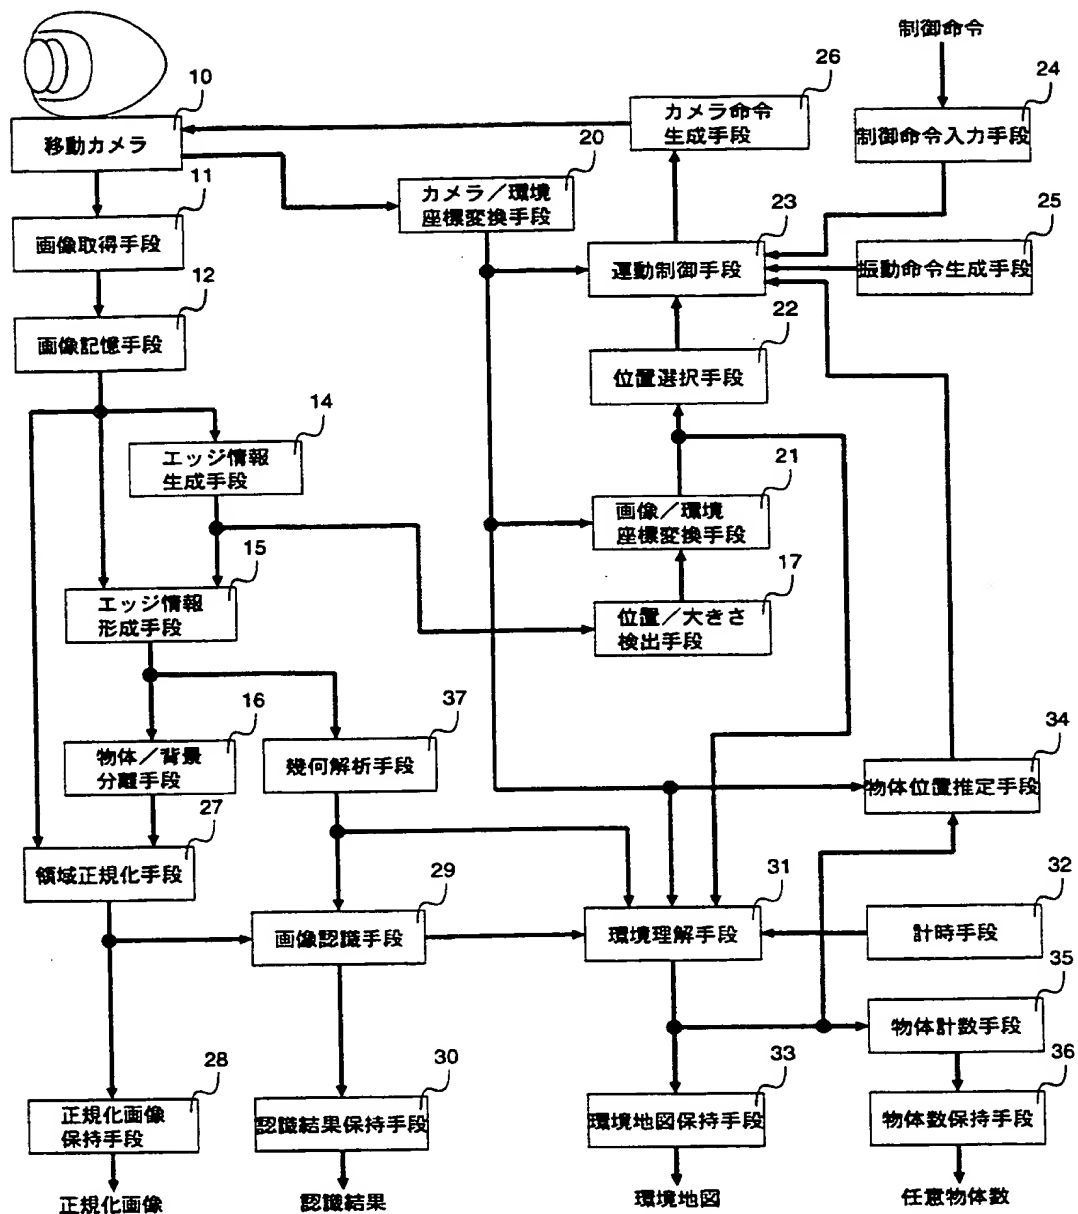 制御命令
26
24
10
カメラ命令
生成手段
20
制御命令入力手段
移動カメラ
11
カメラ／環境
座標変換手段
23
25
画像取得手段
12
運動制御手段
振動命令生成手段
22
画像記憶手段
位置選択手段
14
エッジ情報
生成手段
21
画像／環境
座標変換手段
15
17
エッジ情報
形成手段
位置／大きさ
検出手段
16
37
34
物体／背景
分離手段
幾何解析手段
物体位置推定手段
27
領域正規化手段
29
31
32
画像認識手段
環境理解手段
計時手段
35
物体計数手段
28
30
33
36
正規化画像
保持手段
認識結果保持手段
環境地図保持手段
物体数保持手段
正規化画像
認識結果
環境地図
任意物体数